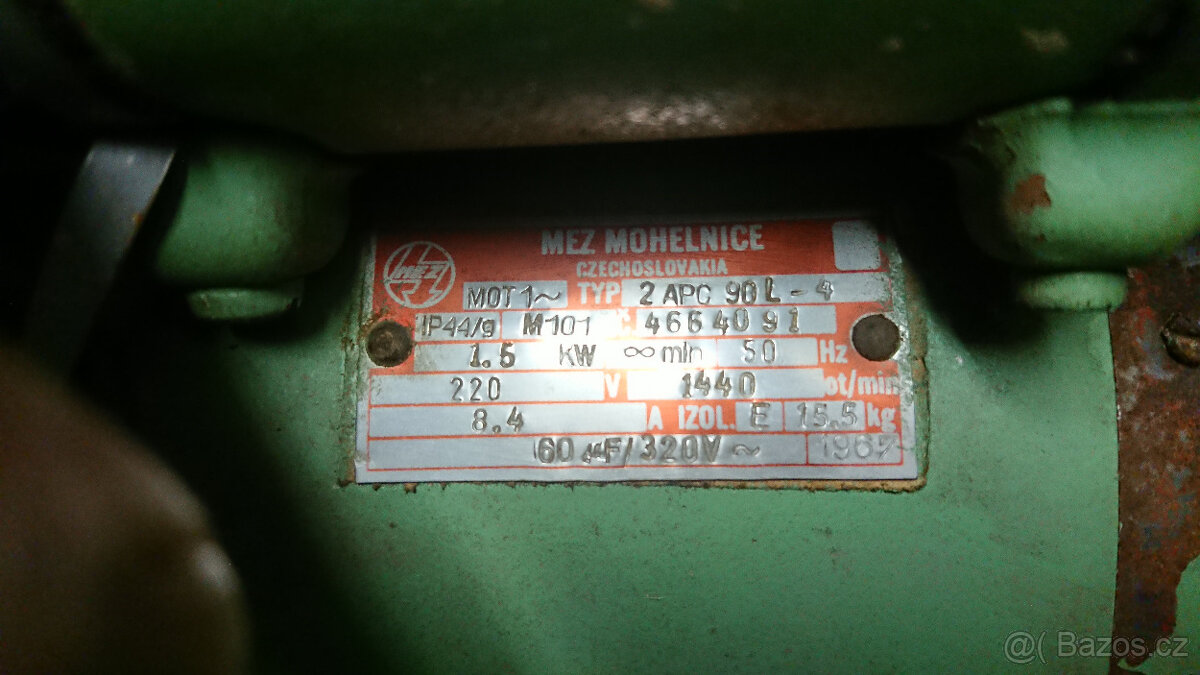 MEZ MOHELNICE
CZECHOSLOVAKIA
MEZ
MOT 1~ TYP 2 APC 90 L - 4
IP44/g M101 č. 4664091
1.5 kW ∞ min 50 Hz
220 V 1440 ot/min
8.4 A IZOL. E 15.5 kg
60 µF/320V ~
@( Bazos.cz